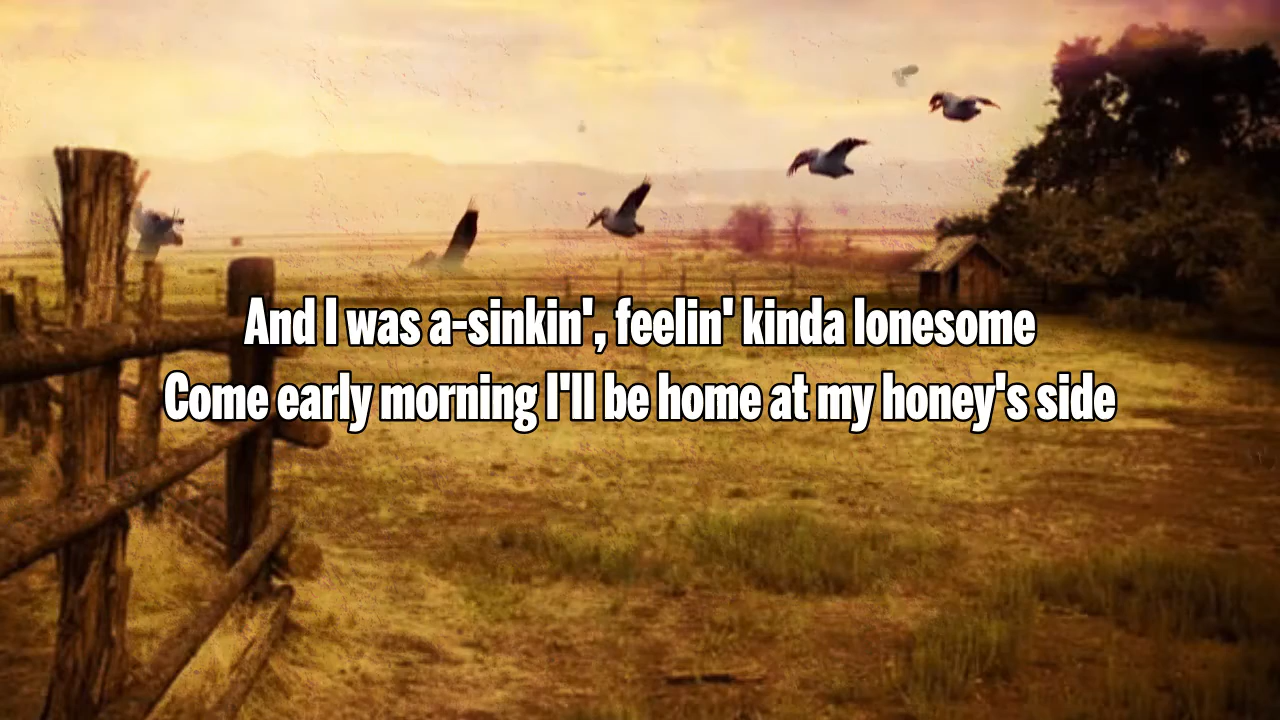 And I was a-sinkin', feelin' kinda lonesome
Come early morning I'll be home at my honey's side